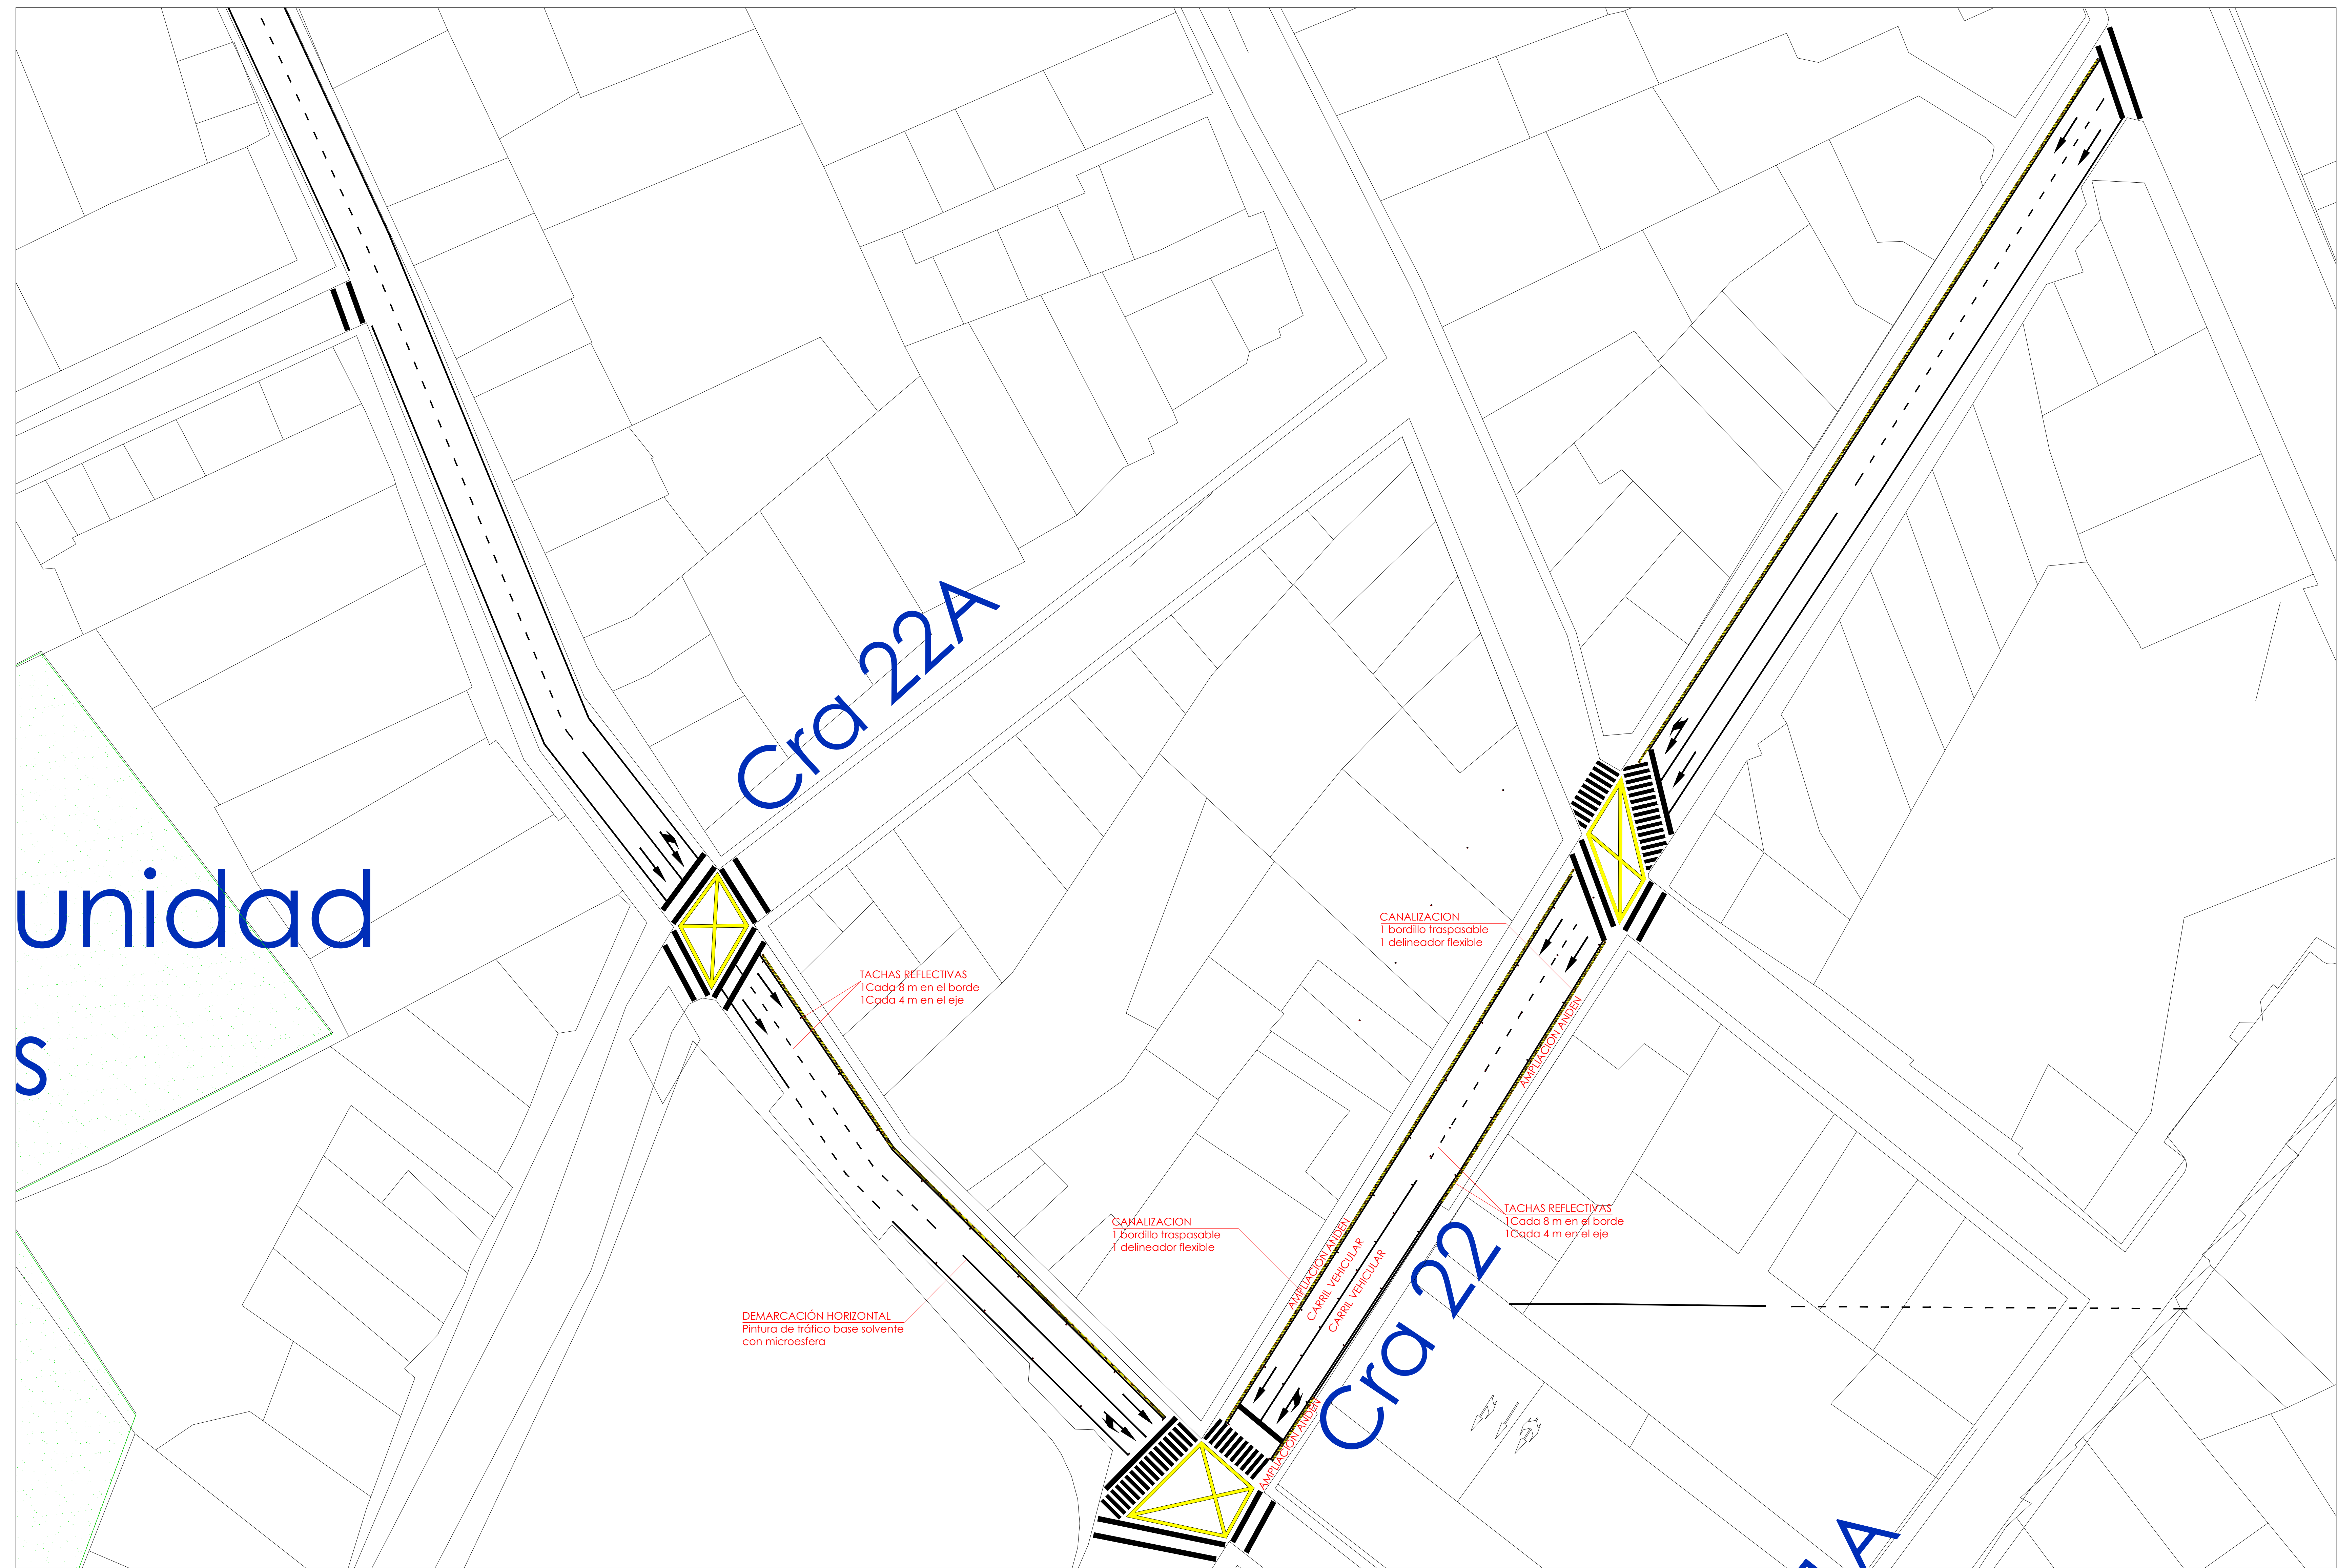 Cra 22A
unidad
s
CANALIZACION
1 bordillo traspasable
1 delineador flexible
TACHAS REFLECTIVAS
1Cada 8 m en el borde
1Cada 4 m en el eje
AMPLIACION ANDEN
CANALIZACION
1 bordillo traspasable
1 delineador flexible
TACHAS REFLECTIVAS
1Cada 8 m en el borde
1Cada 4 m en el eje
AMPLIACION ANDEN
CARRIL VEHICULAR
CARRIL VEHICULAR
Cra 22
DEMARCACIÓN HORIZONTAL
Pintura de tráfico base solvente
con microesfera
AMPLIACION ANDEN
A